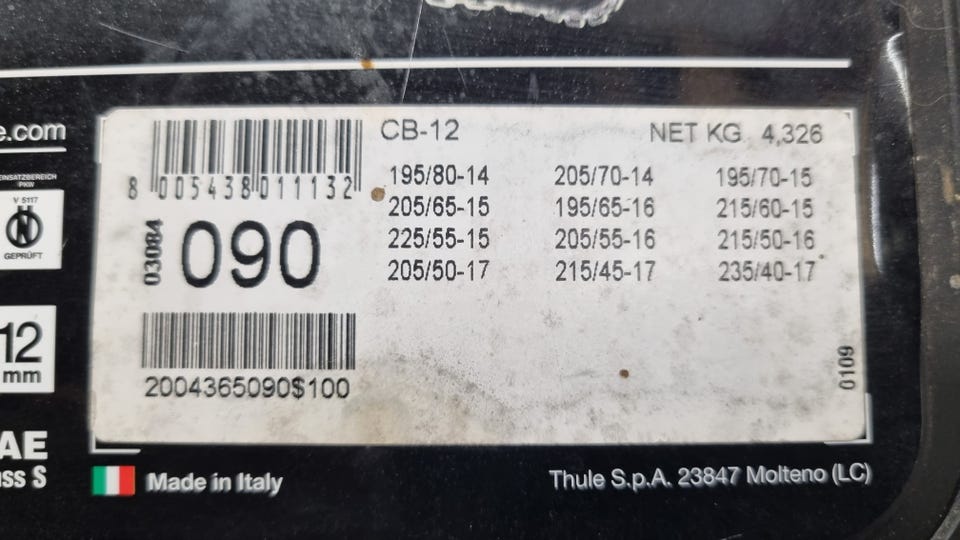 e.com
EINSATZBEREICH
PKW
V 5117
GEPRÜFT
12
mm
AE
ss S
8 005438 011132
03084
090
2004365090$100
CB-12
NET KG. 4,326
195/80-14 205/70-14 195/70-15
205/65-15 195/65-16 215/60-15
225/55-15 205/55-16 215/50-16
205/50-17 215/45-17 235/40-17
0109
Made in Italy
Thule S.p.A. 23847 Molteno (LC)